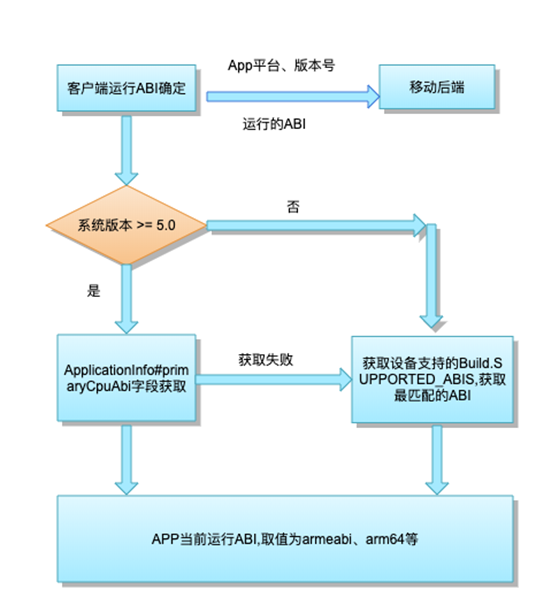 App平台、版本号
客户端运行ABI确定
移动后端
运行的ABI
系统版本 >= 5.0
否
是
ApplicationInfo#prim
aryCpuAbi字段获取
获取失败
获取设备支持的Build.S
UPPORTED_ABIS,获取
最匹配的ABI
APP当前运行ABI,取值为armeabi、arm64等